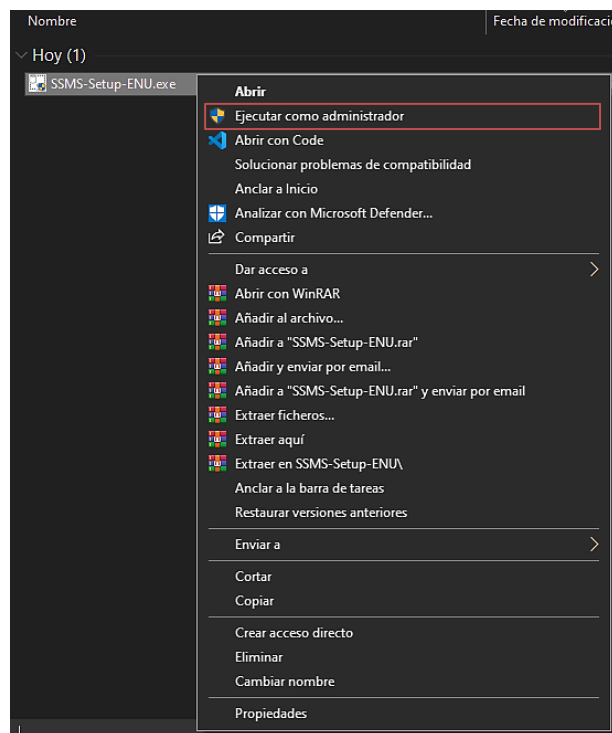 Nombre
Fecha de modificaci
Hoy (1)
SSMS-Setup-ENU.exe
Abrir
Ejecutar como administrador
Abrir con Code
Solucionar problemas de compatibilidad
Anclar a Inicio
Analizar con Microsoft Defender...
Compartir
Dar acceso a
Abrir con WinRAR
Añadir al archivo...
Añadir a "SSMS-Setup-ENU.rar"
Añadir y enviar por email...
Añadir a "SSMS-Setup-ENU.rar" y enviar por email
Extraer ficheros...
Extraer aquí
Extraer en SSMS-Setup-ENU\
Anclar a la barra de tareas
Restaurar versiones anteriores
Enviar a
Cortar
Copiar
Crear acceso directo
Eliminar
Cambiar nombre
Propiedades